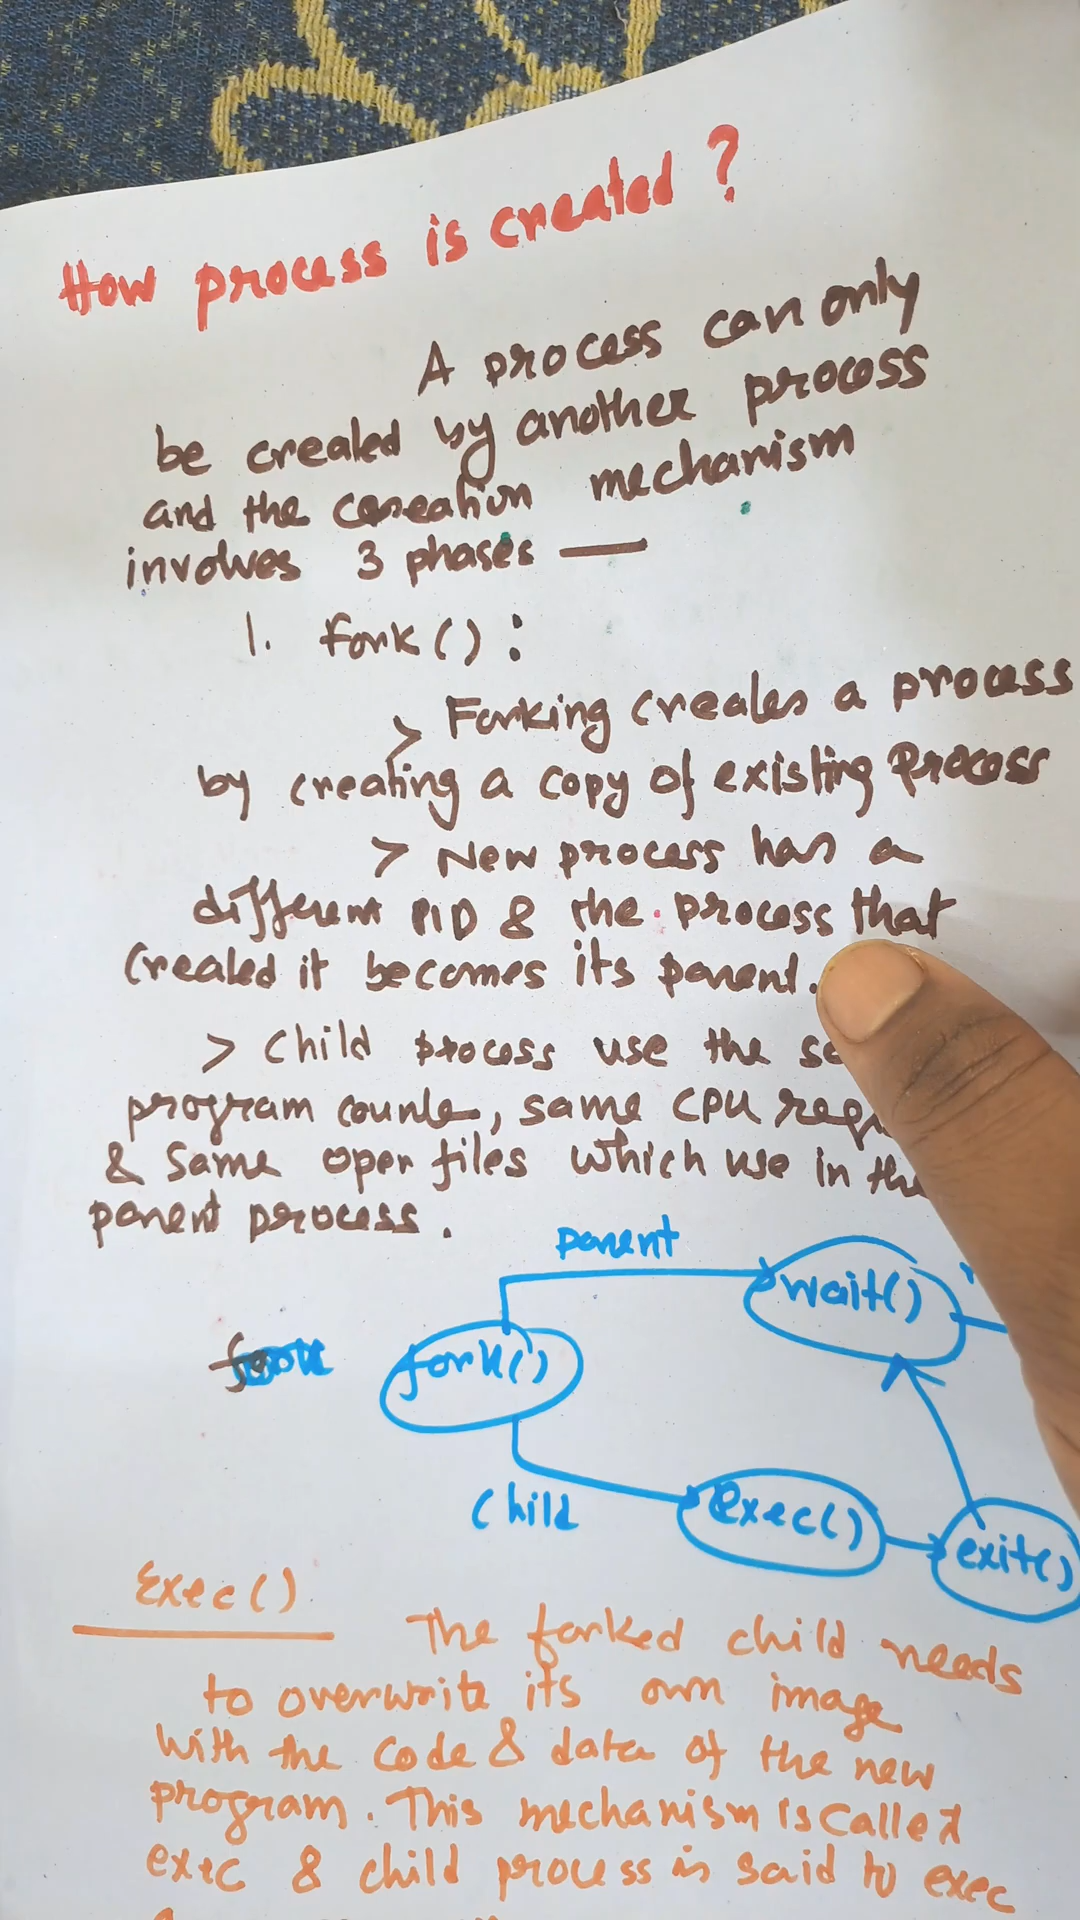 How process is created ?
A process can only
be created by another process
and the creation mechanism
involves 3 phases —
1. fork() :
> Forking creates a process
by creating a copy of existing Process
> New process has a
different PID & the process that
created it becomes its parent.
> Child process use the
program counter, same CPU
& same open files which use in the
parent process.
parent
wait()
fork()
Child
exec()
exit()
Exec()
The forked child needs
to overwrite its own image
with the code & data of the new
program. This mechanism is called
exec & child process is said to exec